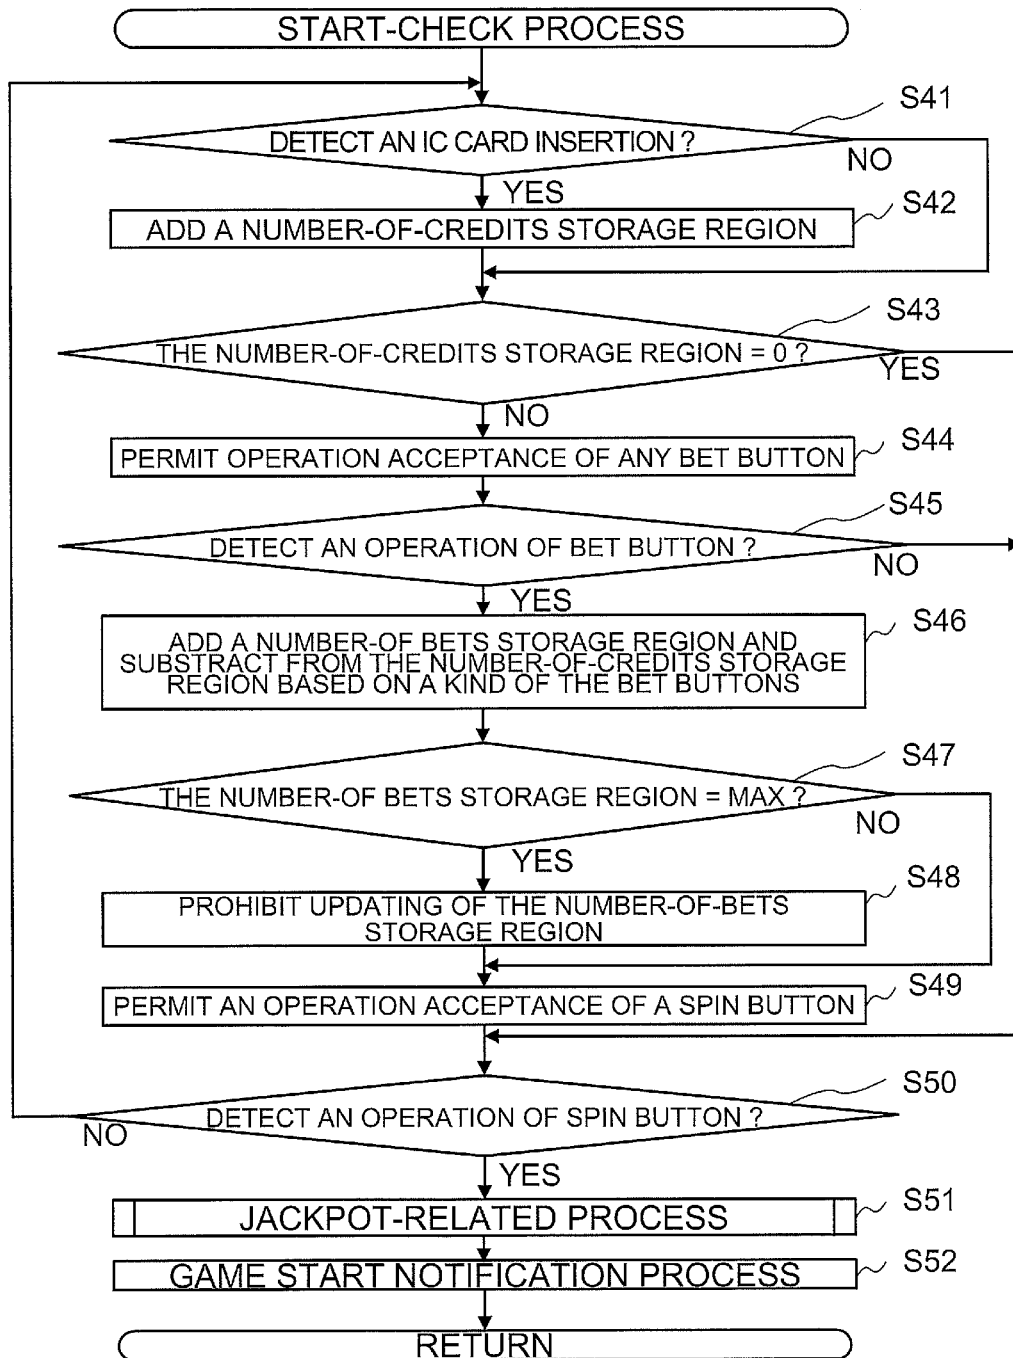 START-CHECK PROCESS
S41
DETECT AN IC CARD INSERTION ?
NO
YES
S42
ADD A NUMBER-OF-CREDITS STORAGE REGION
S43
THE NUMBER-OF-CREDITS STORAGE REGION = 0 ?
YES
NO
S44
PERMIT OPERATION ACCEPTANCE OF ANY BET BUTTON
S45
DETECT AN OPERATION OF BET BUTTON ?
NO
YES
S46
ADD A NUMBER-OF BETS STORAGE REGION AND
SUBSTRACT FROM THE NUMBER-OF-CREDITS STORAGE
REGION BASED ON A KIND OF THE BET BUTTONS
S47
THE NUMBER-OF BETS STORAGE REGION = MAX ?
NO
YES
S48
PROHIBIT UPDATING OF THE NUMBER-OF-BETS
STORAGE REGION
S49
PERMIT AN OPERATION ACCEPTANCE OF A SPIN BUTTON
S50
DETECT AN OPERATION OF SPIN BUTTON ?
NO
YES
S51
JACKPOT-RELATED PROCESS
S52
GAME START NOTIFICATION PROCESS
RETURN